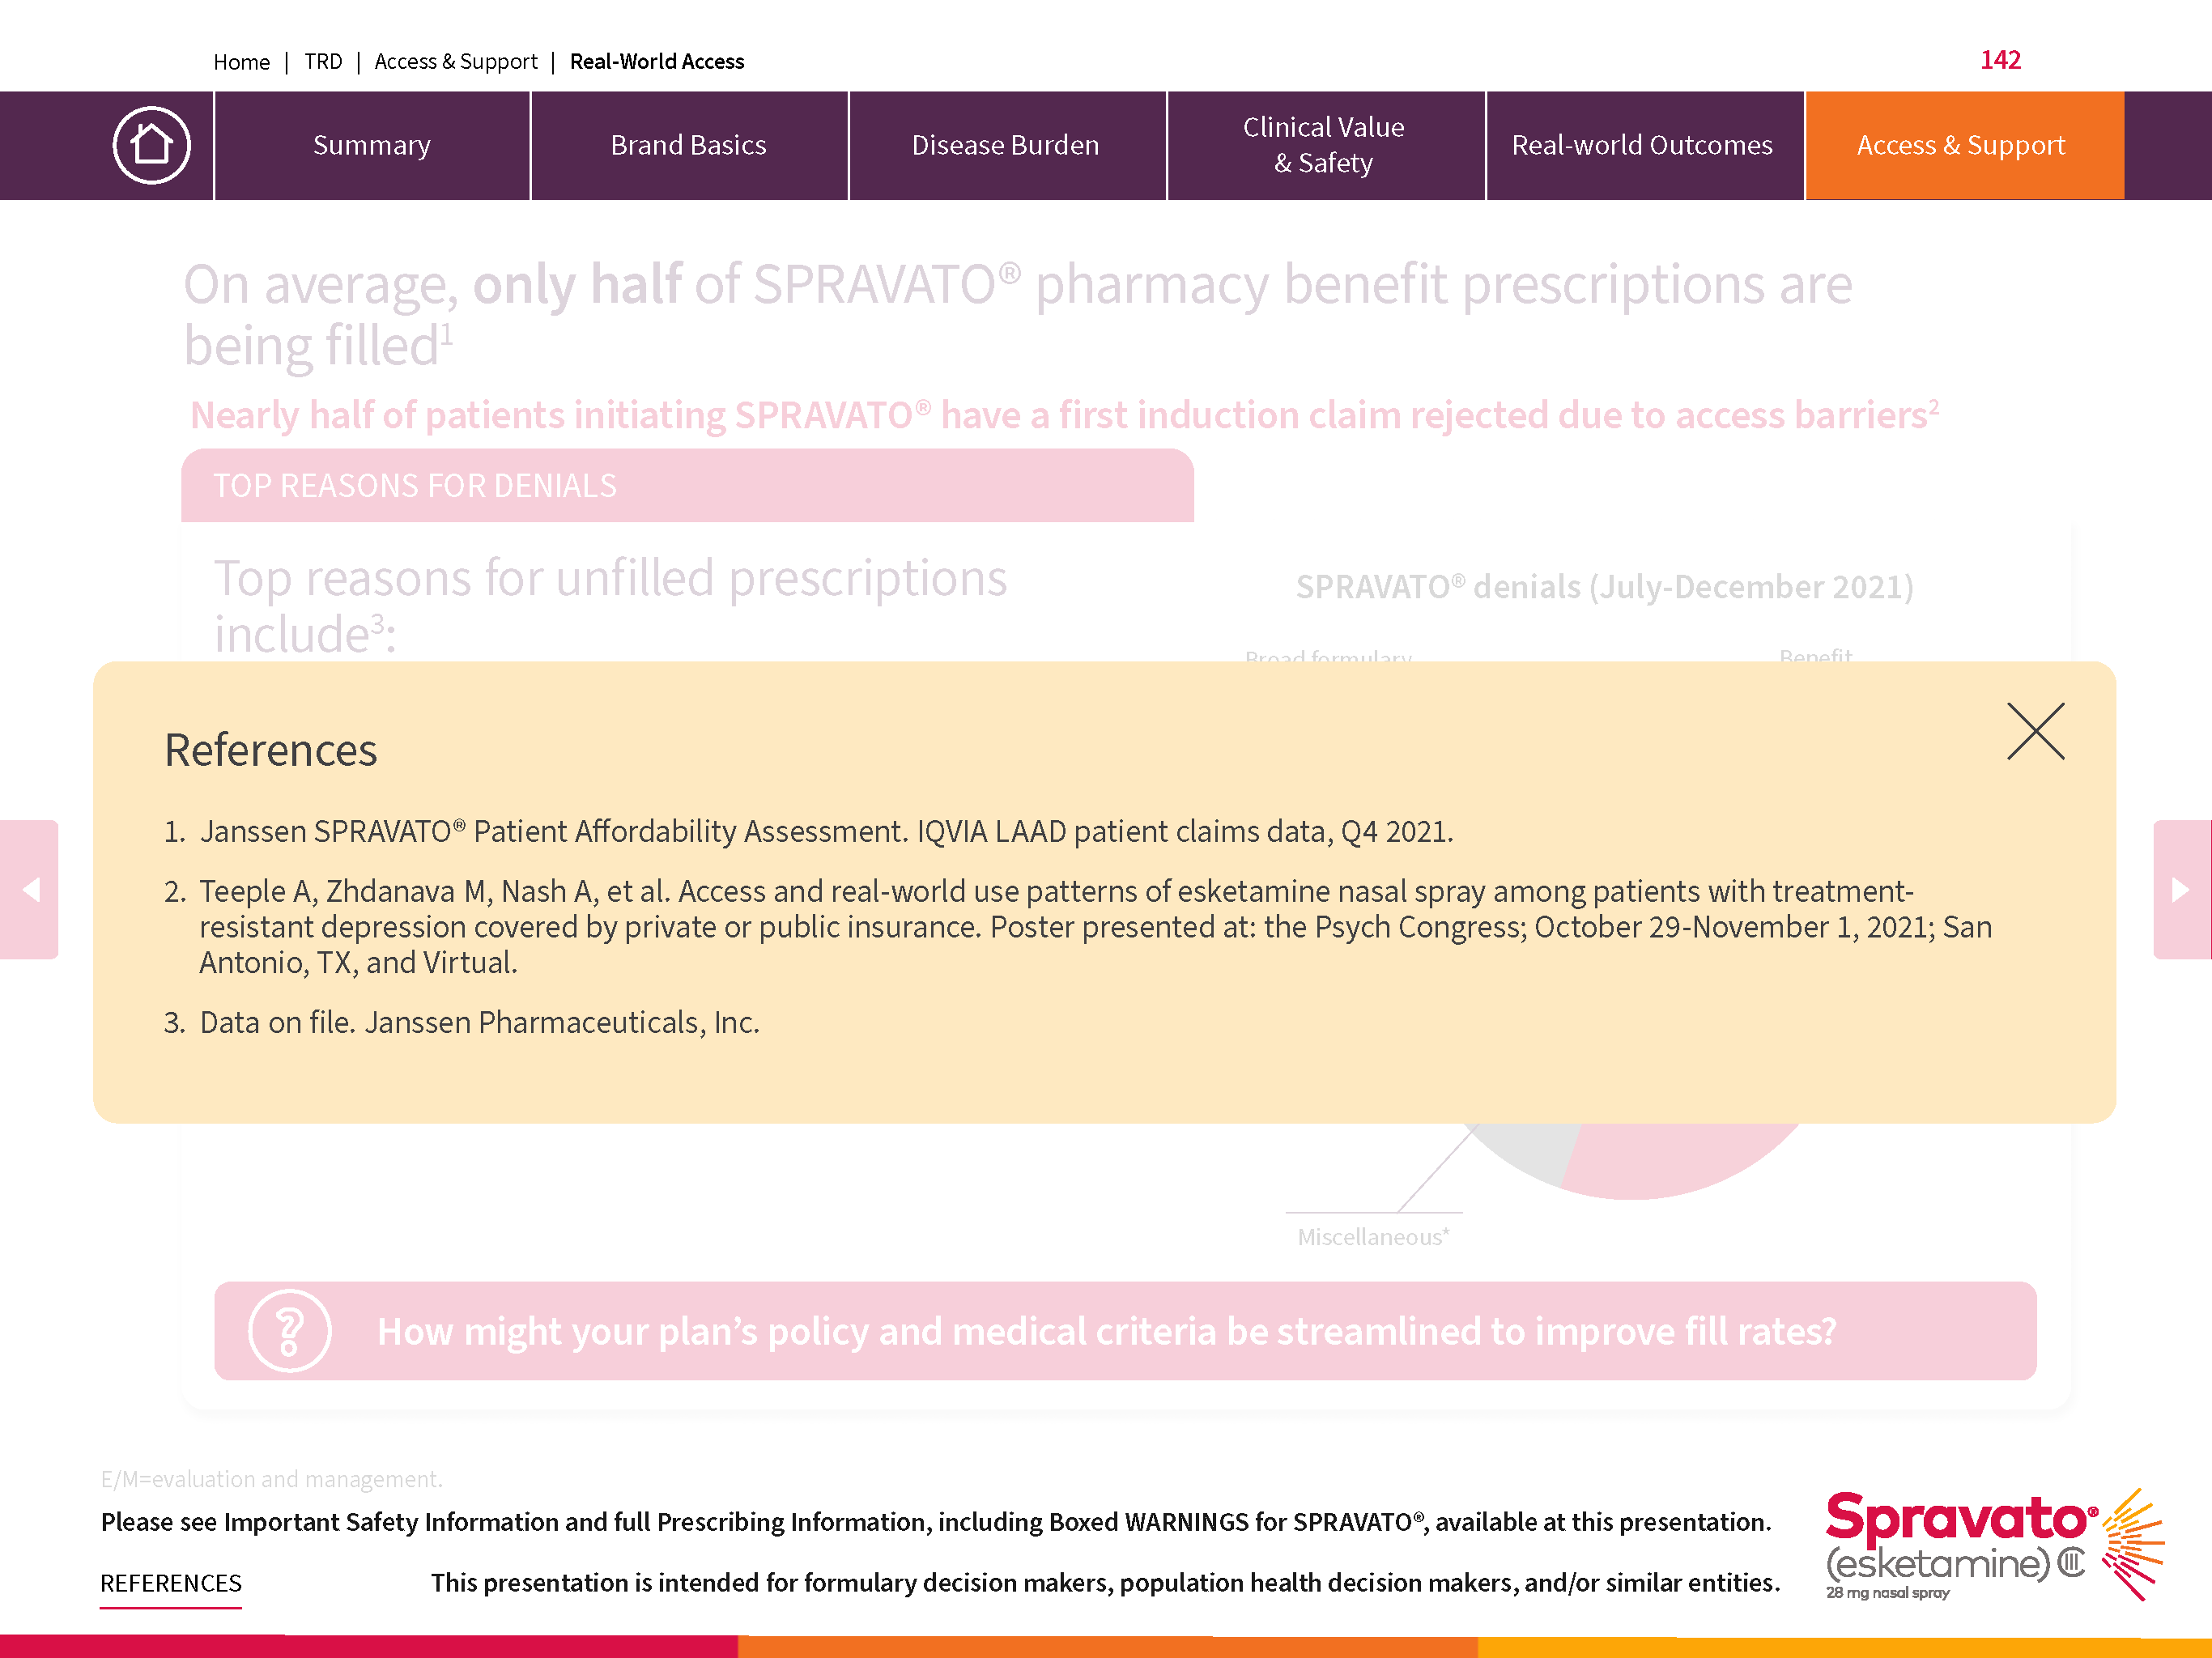 Home | TRD | Access & Support | Real-World Access
142
Summary
Brand Basics
Disease Burden
Clinical Value
& Safety
Real-world Outcomes
Access & Support
On average, only half of SPRAVATO® pharmacy benefit prescriptions are
being filled1
Nearly half of patients initiating SPRAVATO® have a first induction claim rejected due to access barriers2
TOP REASONS FOR DENIALS
Top reasons for unfilled prescriptions
include3:
SPRAVATO® denials (July-December 2021)
Broad formulary
Benefit
References
1. Janssen SPRAVATO® Patient Affordability Assessment. IQVIA LAAD patient claims data, Q4 2021.
2. Teeple A, Zhdanava M, Nash A, et al. Access and real-world use patterns of esketamine nasal spray among patients with treatment-
resistant depression covered by private or public insurance. Poster presented at: the Psych Congress; October 29-November 1, 2021; San
Antonio, TX, and Virtual.
3. Data on file. Janssen Pharmaceuticals, Inc.
Miscellaneous*
How might your plan’s policy and medical criteria be streamlined to improve fill rates?
E/M=evaluation and management.
Please see Important Safety Information and full Prescribing Information, including Boxed WARNINGS for SPRAVATO®, available at this presentation.
REFERENCES
This presentation is intended for formulary decision makers, population health decision makers, and/or similar entities.
Spravato®
(esketamine) CIII
28 mg nasal spray